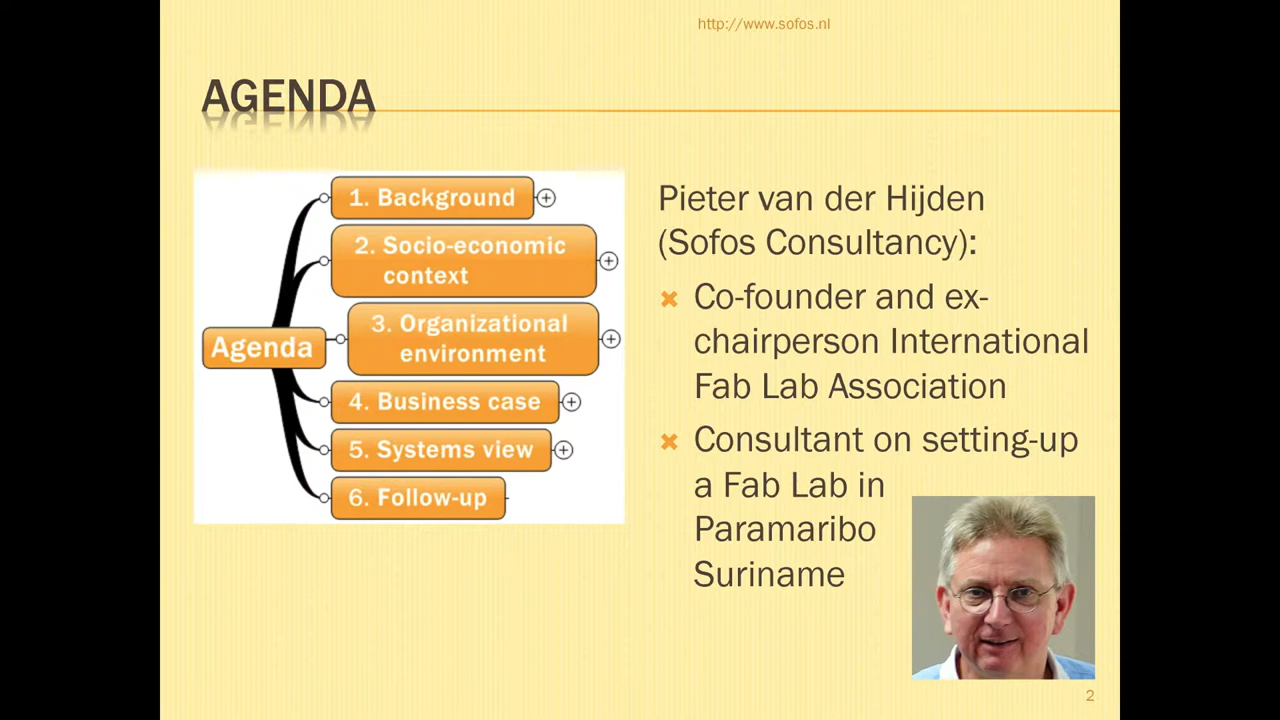 http://www.sofos.nl
AGENDA
Agenda
1. Background
2. Socio-economic
context
3. Organizational
environment
4. Business case
5. Systems view
6. Follow-up
Pieter van der Hijden
(Sofos Consultancy):
Co-founder and ex-
chairperson International
Fab Lab Association
Consultant on setting-up
a Fab Lab in
Paramaribo
Suriname
2